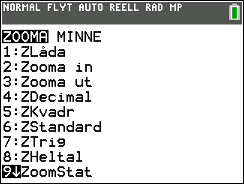 NORMAL FLYT AUTO REELL RAD MP
ZOOMA MINNE
1:ZLåda
2:Zooma in
3:Zooma ut
4:ZDecimal
5:ZKvadr
6:ZStandard
7:ZTrig
8:ZHeltal
9↓ZoomStat